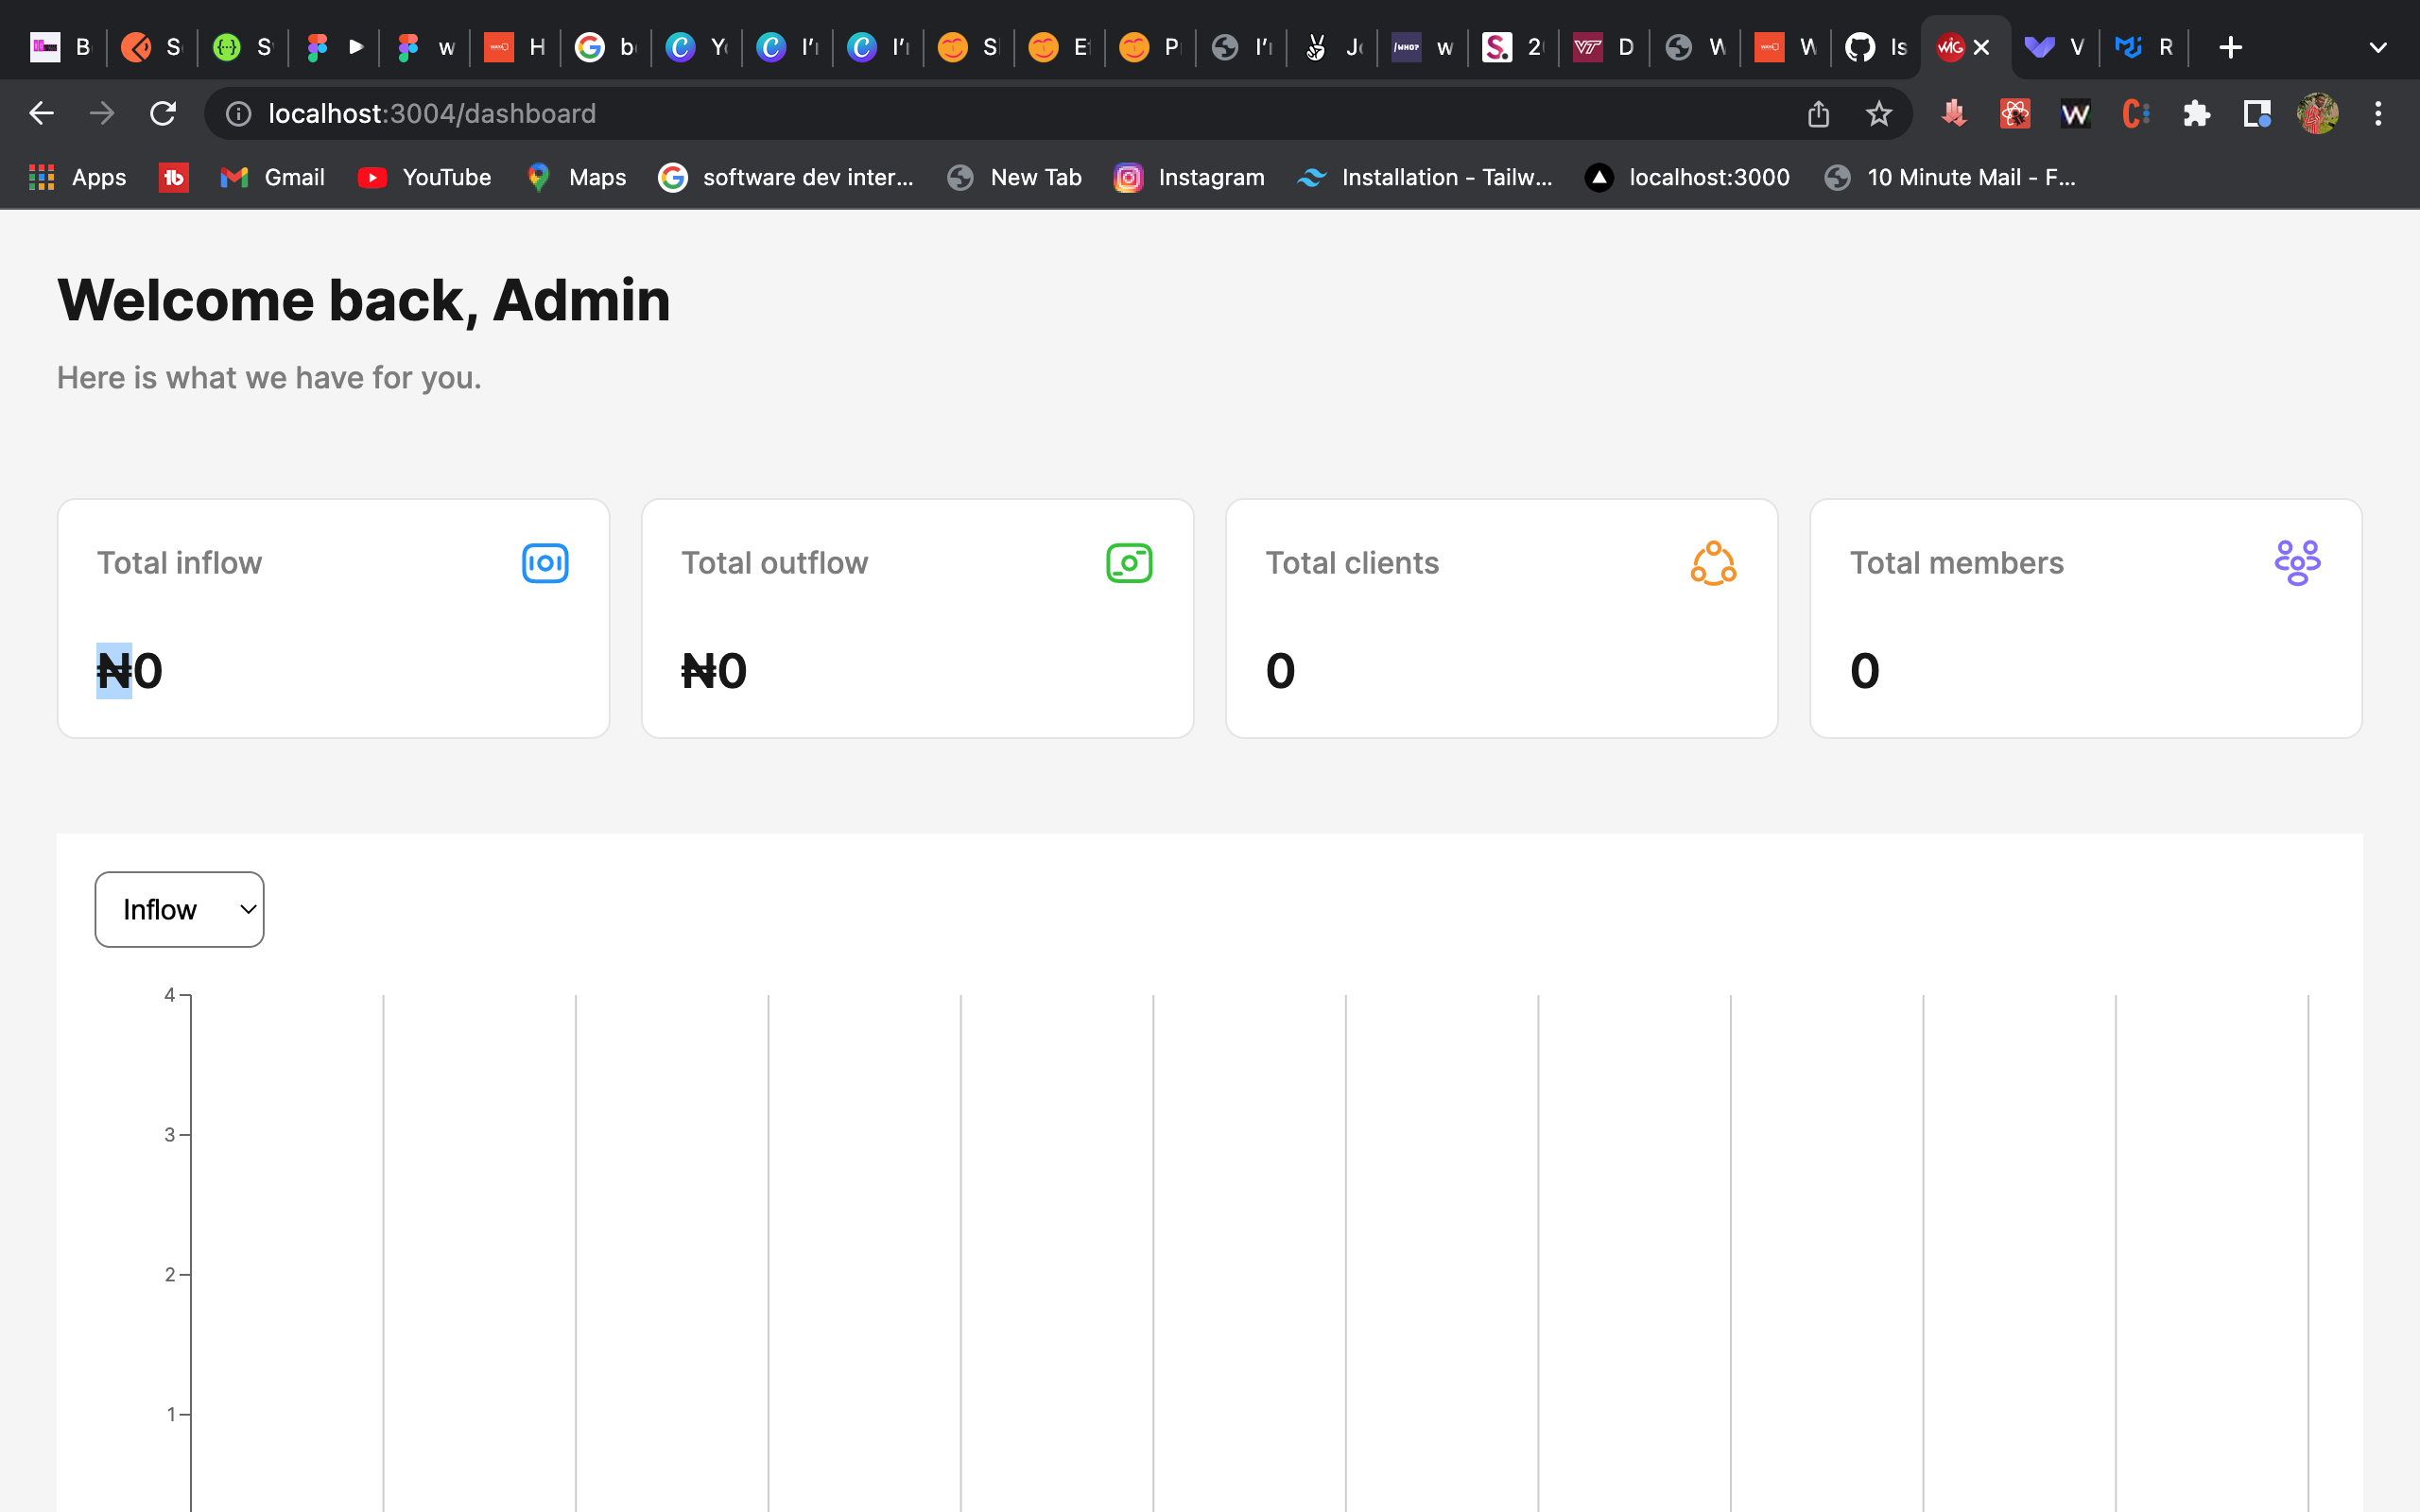 B S S w H b Y I'r I'r S E P I'r J w 2 D W W Is V R
localhost:3004/dashboard
Apps Gmail YouTube Maps software dev inter... New Tab Instagram Installation - Tailw... localhost:3000 10 Minute Mail - F...
Welcome back, Admin
Here is what we have for you.
Total inflow Total outflow Total clients Total members
₦0 ₦0 0 0
Inflow
4
3
2
1